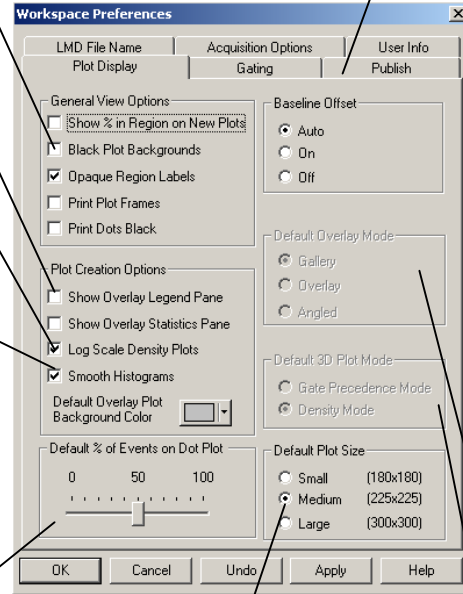 Workspace Preferences
LMD File Name
Acquisition Options
User Info
Plot Display
Gating
Publish
General View Options
Show % in Region on New Plots
Black Plot Backgrounds
Opaque Region Labels
Print Plot Frames
Print Dots Black
Plot Creation Options
Show Overlay Legend Pane
Show Overlay Statistics Pane
Log Scale Density Plots
Smooth Histograms
Default Overlay Plot
Background Color
Default % of Events on Dot Plot
0 50 100
Baseline Offset
Auto
On
Off
Default Overlay Mode
Gallery
Overlay
Angled
Default 3D Plot Mode
Gate Precedence Mode
Density Mode
Default Plot Size
Small (180x180)
Medium (225x225)
Large (300x300)
OK
Cancel
Undo
Apply
Help